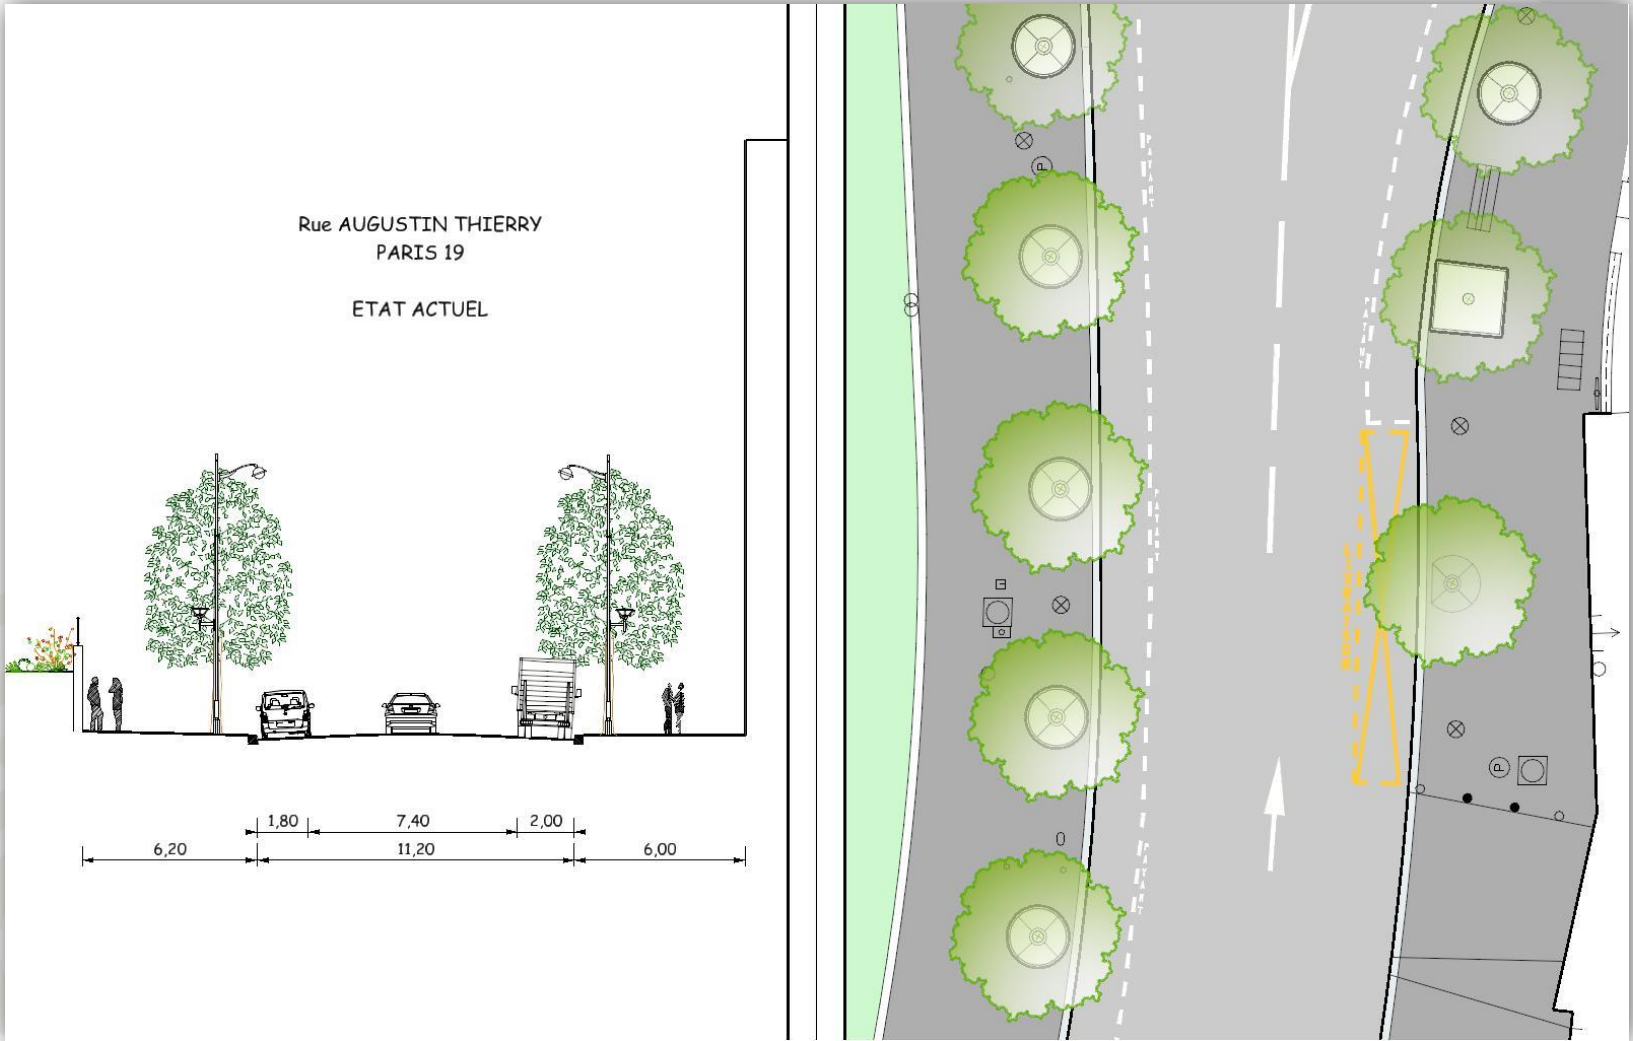 Rue AUGUSTIN THIERRY
PARIS 19
ETAT ACTUEL
1,80
7,40
2,00
6,20
11,20
6,00
P
P